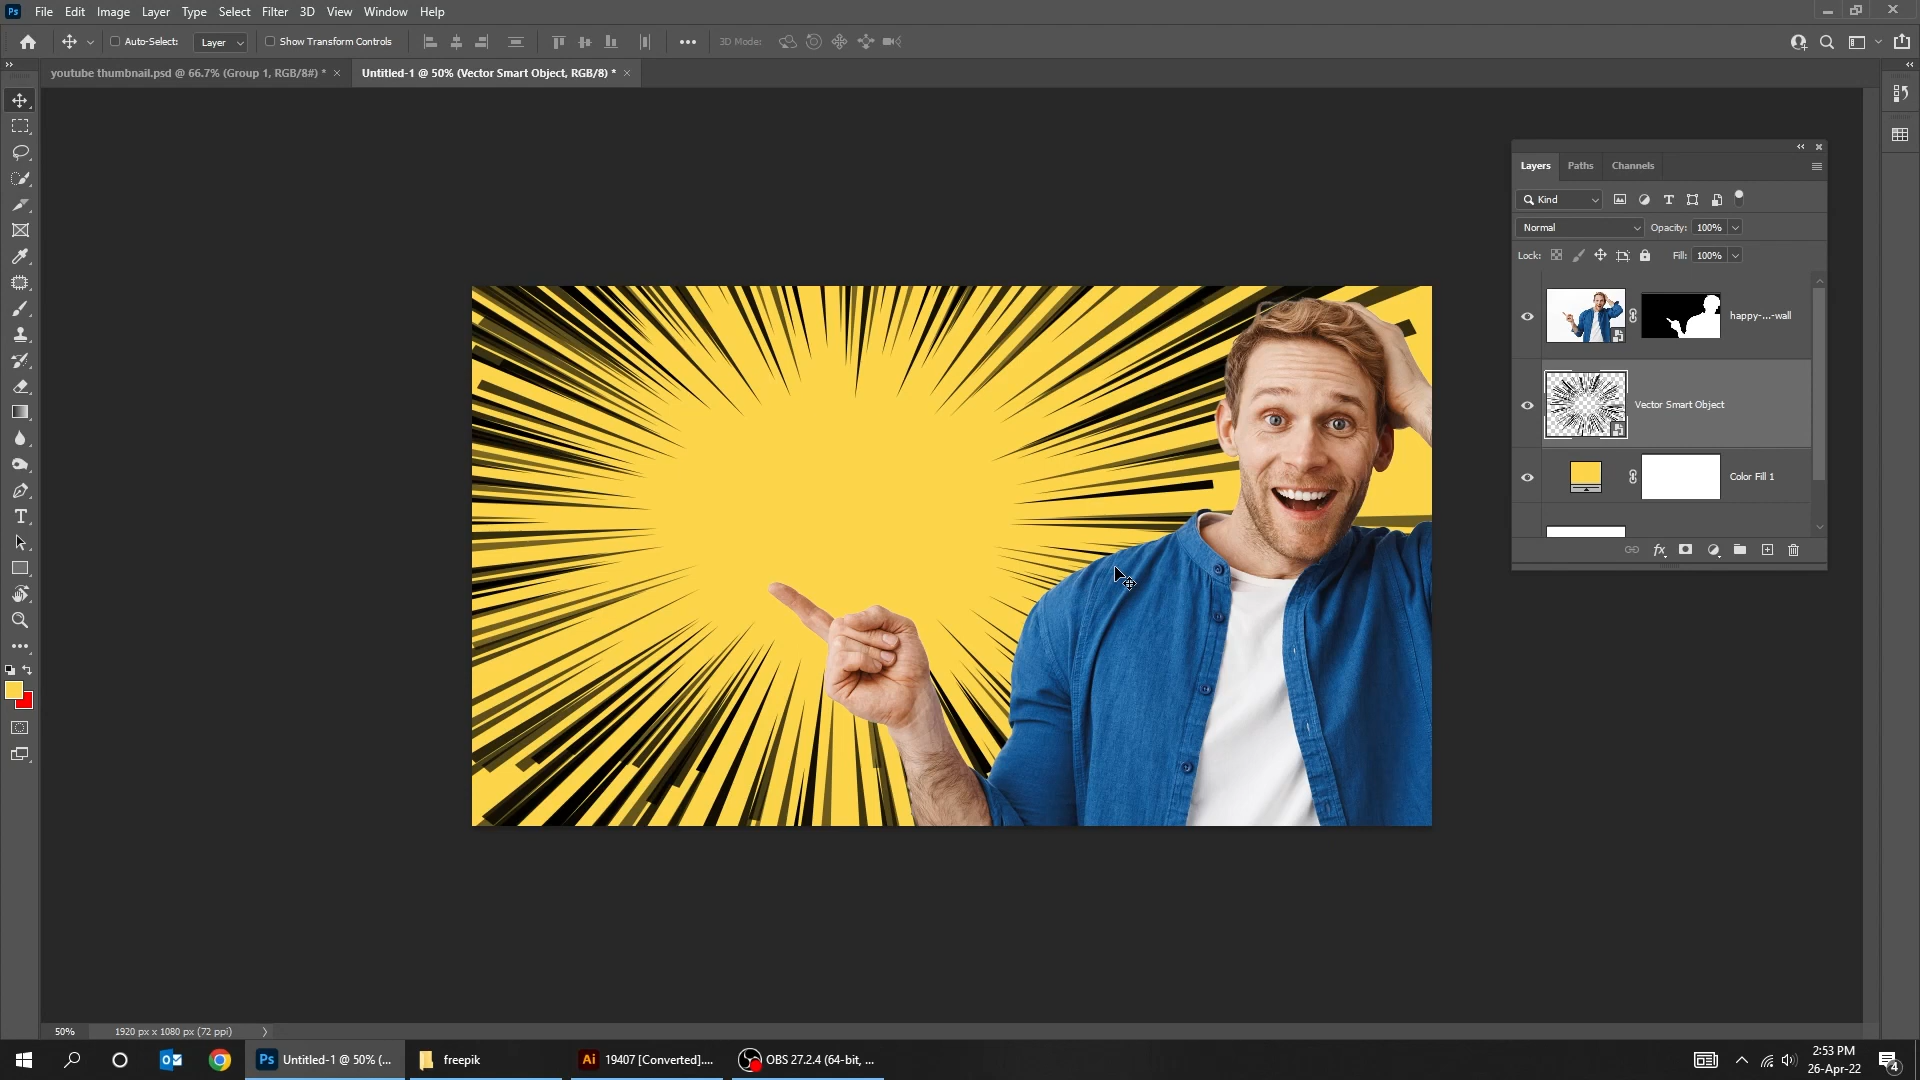 Ps File Edit Image Layer Type Select Filter 3D View Window Help
Auto-Select: Layer Show Transform Controls 3D Mode:
youtube thumbnail.psd @ 66.7% (Group 1, RGB/8#) * × Untitled-1 @ 50% (Vector Smart Object, RGB/8) * ×
Layers Paths Channels
Kind
Normal Opacity: 100%
Lock: Fill: 100%
happy-...-wall
Vector Smart Object
Color Fill 1
fx
50% 1920 px x 1080 px (72 ppi)
Ps Untitled-1 @ 50% (... freepik Ai 19407 [Converted].... OBS 27.2.4 (64-bit, ...
2:53 PM
26-Apr-22
4